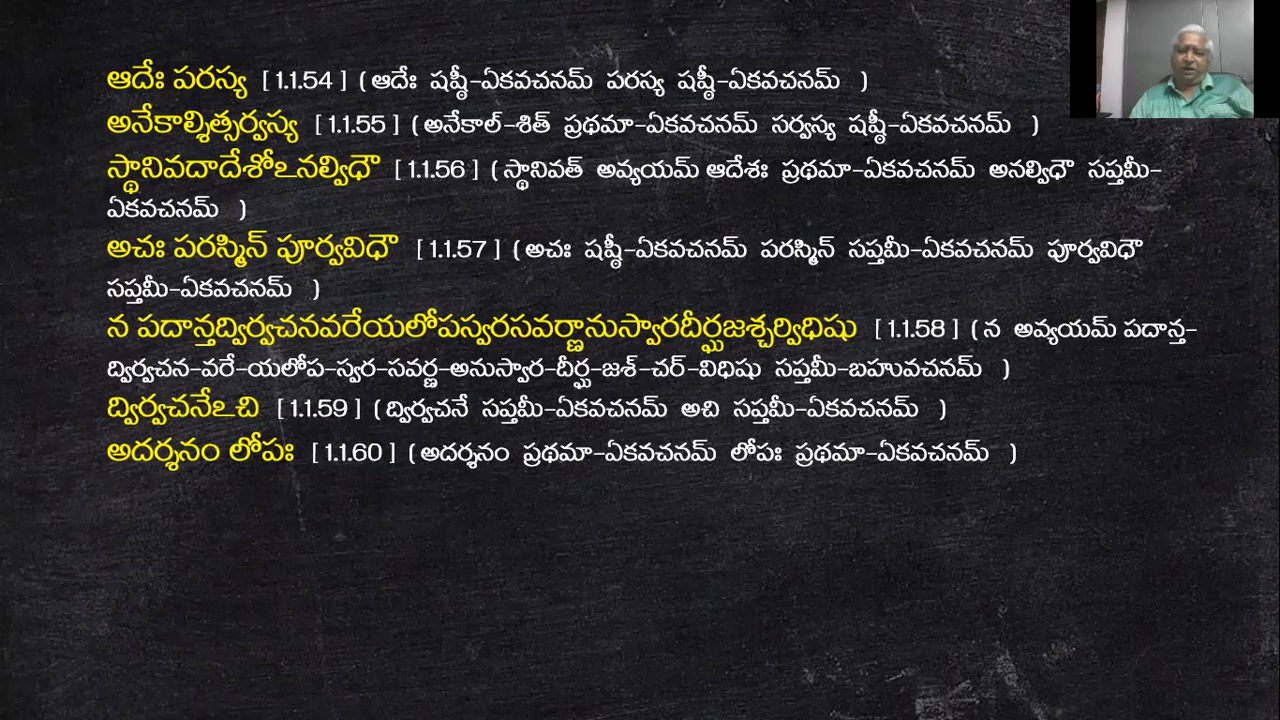 ఆదేః పరస్య [ 1.1.54 ] ( ఆదేః షష్ఠీ-ఏకవచనమ్ పరస్య షష్ఠీ-ఏకవచనమ్ )
అనేకాల్శిత్సర్వస్య [ 1.1.55 ] ( అనేకాల్-శిత్ ప్రథమా-ఏకవచనమ్ సర్వస్య షష్ఠీ-ఏకవచనమ్ )
స్థానివదాదేశోఽనల్విధౌ [ 1.1.56 ] ( స్థానివత్ అవ్యయమ్ ఆదేశః ప్రథమా-ఏకవచనమ్ అనల్విధౌ సప్తమీ-
ఏకవచనమ్ )
అచః పరస్మిన్ పూర్వవిధౌ [ 1.1.57 ] ( అచః షష్ఠీ-ఏకవచనమ్ పరస్మిన్ సప్తమీ-ఏకవచనమ్ పూర్వవిధౌ
సప్తమీ-ఏకవచనమ్ )
న పదాన్తద్విర్వచనవరేయలోపస్వరసవర్ణానుస్వారదీర్ఘజశ్చర్విధిషు [ 1.1.58 ] ( న అవ్యయమ్ పదాన్త-
ద్విర్వచన-వరే-యలోప-స్వర-సవర్ణ-అనుస్వార-దీర్ఘ-జశ్-చర్-విధిషు సప్తమీ-బహువచనమ్ )
ద్విర్వచనేఽచి [ 1.1.59 ] ( ద్విర్వచనే సప్తమీ-ఏకవచనమ్ అచి సప్తమీ-ఏకవచనమ్ )
అదర్శనం లోపః [ 1.1.60 ] ( అదర్శనం ప్రథమా-ఏకవచనమ్ లోపః ప్రథమా-ఏకవచనమ్ )